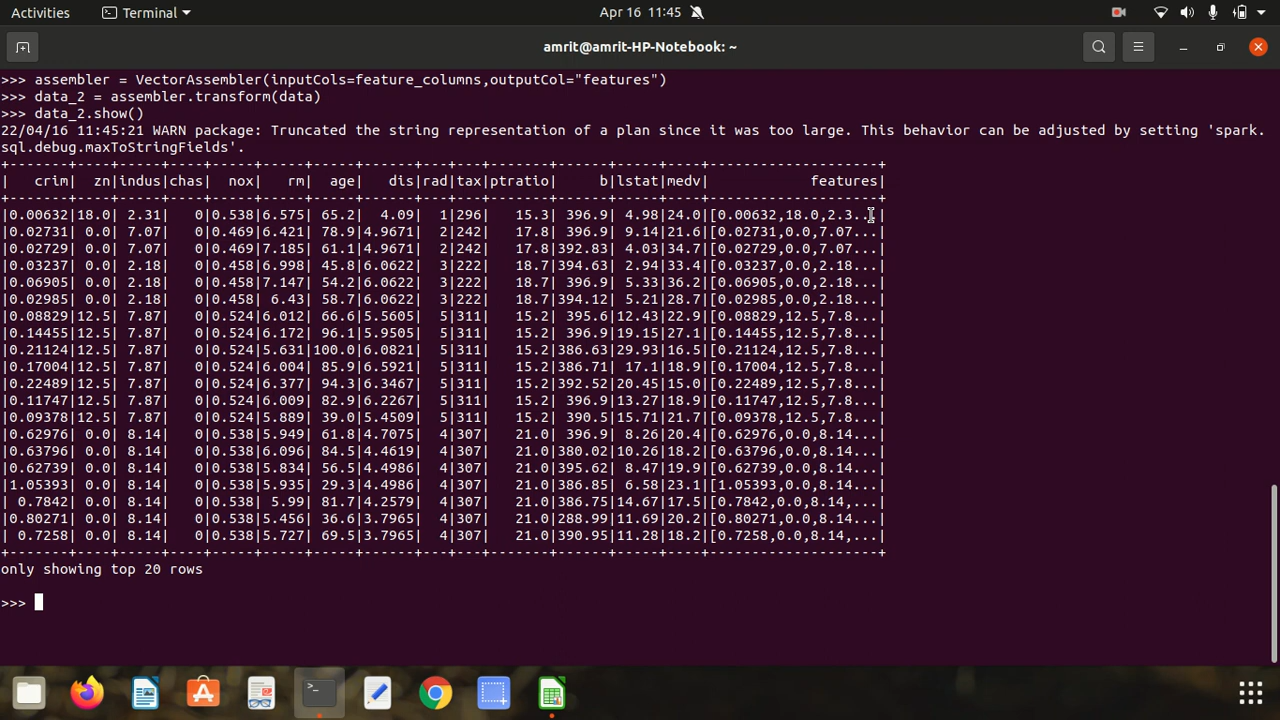 Activities Terminal Apr 16 11:45
amrit@amrit-HP-Notebook: ~
>>> assembler = VectorAssembler(inputCols=feature_columns,outputCol="features")
>>> data_2 = assembler.transform(data)
>>> data_2.show()
22/04/16 11:45:21 WARN package: Truncated the string representation of a plan since it was too large. This behavior can be adjusted by setting 'spark.
sql.debug.maxToStringFields'.
+-------+----+-----+----+-----+-----+-----+------+---+---+-------+------+-----+----+--------------------+
|   crim|  zn|indus|chas|  nox|   rm|  age|   dis|rad|tax|ptratio|     b|lstat|medv|            features|
+-------+----+-----+----+-----+-----+-----+------+---+---+-------+------+-----+----+--------------------+
|0.00632|18.0| 2.31|   0|0.538|6.575| 65.2|  4.09|  1|296|   15.3| 396.9| 4.98|24.0|[0.00632,18.0,2.3...|
|0.02731| 0.0| 7.07|   0|0.469|6.421| 78.9|4.9671|  2|242|   17.8| 396.9| 9.14|21.6|[0.02731,0.0,7.07...|
|0.02729| 0.0| 7.07|   0|0.469|7.185| 61.1|4.9671|  2|242|   17.8|392.83| 4.03|34.7|[0.02729,0.0,7.07...|
|0.03237| 0.0| 2.18|   0|0.458|6.998| 45.8|6.0622|  3|222|   18.7|394.63| 2.94|33.4|[0.03237,0.0,2.18...|
|0.06905| 0.0| 2.18|   0|0.458|7.147| 54.2|6.0622|  3|222|   18.7| 396.9| 5.33|36.2|[0.06905,0.0,2.18...|
|0.02985| 0.0| 2.18|   0|0.458| 6.43| 58.7|6.0622|  3|222|   18.7|394.12| 5.21|28.7|[0.02985,0.0,2.18...|
|0.08829|12.5| 7.87|   0|0.524|6.012| 66.6|5.5605|  5|311|   15.2| 395.6|12.43|22.9|[0.08829,12.5,7.8...|
|0.14455|12.5| 7.87|   0|0.524|6.172| 96.1|5.9505|  5|311|   15.2| 396.9|19.15|27.1|[0.14455,12.5,7.8...|
|0.21124|12.5| 7.87|   0|0.524|5.631|100.0|6.0821|  5|311|   15.2|386.63|29.93|16.5|[0.21124,12.5,7.8...|
|0.17004|12.5| 7.87|   0|0.524|6.004| 85.9|6.5921|  5|311|   15.2|386.71| 17.1|18.9|[0.17004,12.5,7.8...|
|0.22489|12.5| 7.87|   0|0.524|6.377| 94.3|6.3467|  5|311|   15.2|392.52|20.45|15.0|[0.22489,12.5,7.8...|
|0.11747|12.5| 7.87|   0|0.524|6.009| 82.9|6.2267|  5|311|   15.2| 396.9|13.27|18.9|[0.11747,12.5,7.8...|
|0.09378|12.5| 7.87|   0|0.524|5.889| 39.0|5.4509|  5|311|   15.2| 390.5|15.71|21.7|[0.09378,12.5,7.8...|
|0.62976| 0.0| 8.14|   0|0.538|5.949| 61.8|4.7075|  4|307|   21.0| 396.9| 8.26|20.4|[0.62976,0.0,8.14...|
|0.63796| 0.0| 8.14|   0|0.538|6.096| 84.5|4.4619|  4|307|   21.0|380.02|10.26|18.2|[0.63796,0.0,8.14...|
|0.62739| 0.0| 8.14|   0|0.538|5.834| 56.5|4.4986|  4|307|   21.0|395.62| 8.47|19.9|[0.62739,0.0,8.14...|
|1.05393| 0.0| 8.14|   0|0.538|5.935| 29.3|4.4986|  4|307|   21.0|386.85| 6.58|23.1|[1.05393,0.0,8.14...|
| 0.7842| 0.0| 8.14|   0|0.538| 5.99| 81.7|4.2579|  4|307|   21.0|386.75|14.67|17.5|[0.7842,0.0,8.14,...|
|0.80271| 0.0| 8.14|   0|0.538|5.456| 36.6|3.7965|  4|307|   21.0|288.99|11.69|20.2|[0.80271,0.0,8.14...|
| 0.7258| 0.0| 8.14|   0|0.538|5.727| 69.5|3.7965|  4|307|   21.0|390.95|11.28|18.2|[0.7258,0.0,8.14,...|
+-------+----+-----+----+-----+-----+-----+------+---+---+-------+------+-----+----+--------------------+
only showing top 20 rows
>>>